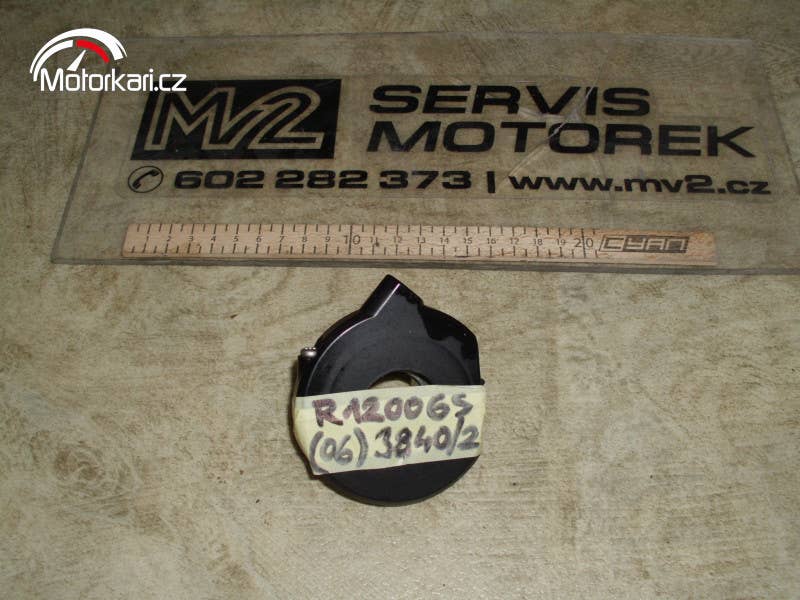 Motorkari.cz
MV2 SERVIS
MOTOREK
602 282 373 | www.mv2.cz
1 2 3 4 5 6 7 8 9 10 11 12 13 14 15 16 17 18 19 20 CYAN
R1200GS
(06) 3840/2